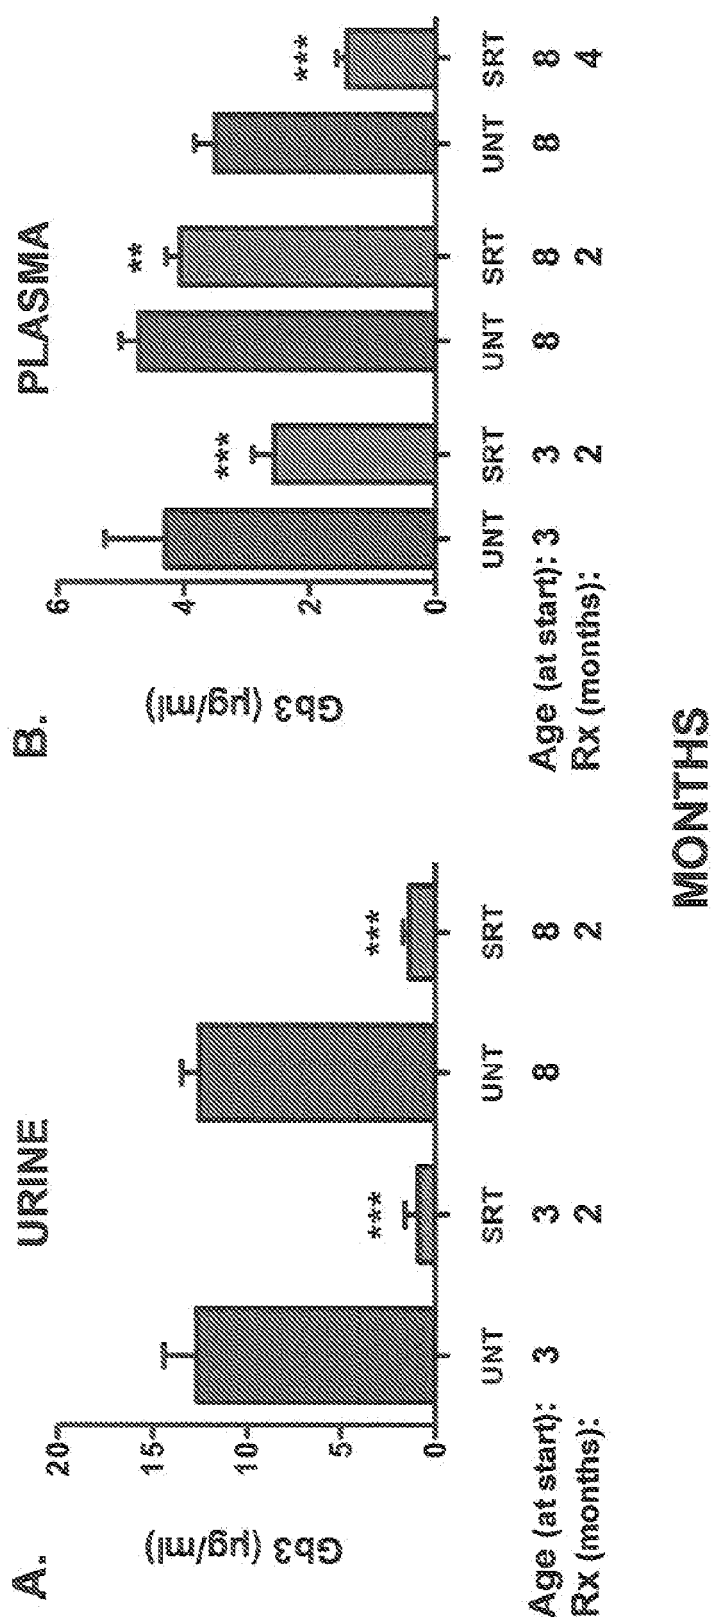 A.
URINE
Gb3 (µg/ml)
20
15
10
5
0
***
***
UNT SRT UNT SRT
Age (at start): 3 3 8 8
Rx (months): 2 2
B.
PLASMA
Gb3 (µg/ml)
6
4
2
0
***
**
***
UNT SRT UNT SRT UNT SRT
Age (at start): 3 3 8 8 8 8
Rx (months): 2 2 4
MONTHS